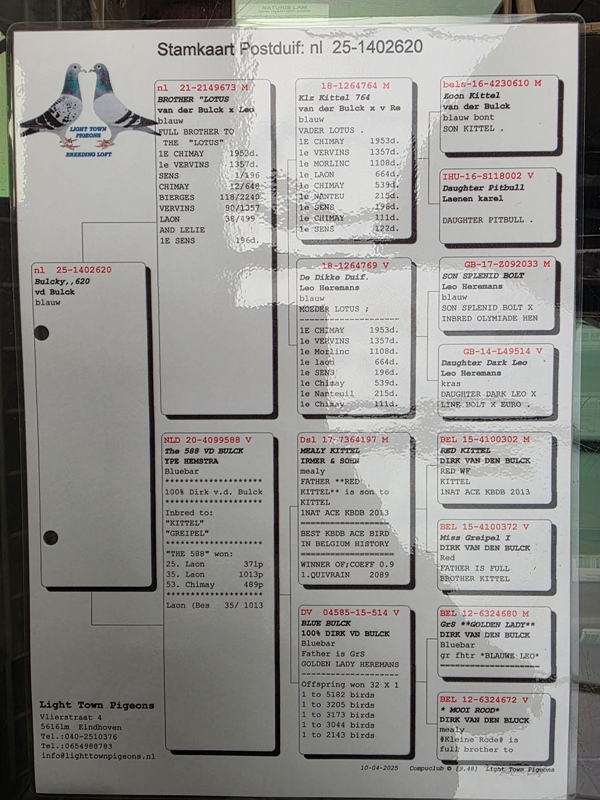 NATURIS LAM
Stamkaart Postduif: nl 25-1402620
LIGHT TOWN
PIGEONS
BREEDING LOFT
nl 25-1402620
Bulcky,,620
vd Bulck
blauw
nl 21-2149673 M
BROTHER "LOTUS
van der Bulck x Leo
blauw
FULL BROTHER TO
THE "LOTUS"
1E CHIMAY 1953d.
1e VERVINS 1357d.
SENS 1/196
CHIMAY 12/648
BIERGES 118/2240
VERVINS 90/1357
LAON 38/499
AND LELIE
1E SENS 196d.
NLD 20-4099588 V
The 588 VD BULCK
YPE HEMSTRA
Bluebar
*********************
100% Dirk v.d. Bulck
*********************
Inbred to:
"KITTEL"
"GREIPEL"
*********************
"THE 588" won:
25. Laon 371p
35. Laon 1013p
53. Chimay 489p
*********************
Laon (Bes 35/ 1013
18-1264764 M
Klz Kittel 764
van der Bulck x v Re
blauw
VADER LOTUS .
1E CHIMAY 1953d.
1e VERVINS 1357d.
1e MORLINC 1108d.
1e LAON 664d.
1e CHIMAY 539d.
1e NANTEU 215d.
1e SENS 196d.
1e CHIMAY 111d.
1e SENS 122d.
18-1264769 V
De Dikke Duif.
Leo Heremans
blauw
MOZDER LOTUS ;
---------------------
1E CHIMAY 1953d.
1e VERVINS 1357d.
1e Morlinc 1108d.
1e laon 664d.
1e SENS 196d.
1e Chimay 539d.
1e Nanteuil 215d.
1e Chimay 111d.
Dsl 17-7364197 M
MEALY KITTEL
IRMER & SOHN
mealy
FATHER **RED
KITTEL** is son to
KITTEL
1NAT ACE KBDB 2013
====================
BEST KBDB ACE BIRD
IN BELGIUM HISTORY
====================
WINNER OF;COEFF 0.9
1.QUIVRAIN 2089
DV 04585-15-514 V
BLUE BULCK
100% DIRK VD BULCK
Bluebar
Father is GrS
GOLDEN LADY HEREMANS
---------------------
Offspring won 32 X 1
1 to 5182 birds
1 to 3205 birds
1 to 3173 birds
1 to 3044 birds
1 to 2143 birds
bels-16-4230610 M
Zoon Kittel
van der Bulck
blauw bont
SON KITTEL .
IHU-16-S118002 V
Daughter Pitbull
Laenen karel
DAUGHTER PITBULL .
GB-17-Z092033 M
SON SPLENID BOLT
Leo Heremans
blauw
SON SPLENID BOLT X
INBRED OLYMIADE HEN
GB-14-L49514 V
Daughter Dark Leo
Leo Heremans
kras
DAUGHTER DARK LEO X
LINE BOLT X EURO .
BEL 15-4100302 M
RED KITTEL
DIRK VAN DEN BULCK
RED WF
KITTEL
1NAT ACE KBDB 2013
BEL 15-4100372 V
Miss Greipel I
DIRK VAN DEN BULCK
Red
FATHER IS FULL
BROTHER KITTEL
BEL 12-6324680 M
GrS **GOLDEN LADY**
DIRK VAN DEN BULCK
Bluebar
gr fhtr *BLAUWE LEO*
====================
BEL 12-6324672 V
* MOOI ROOD*
DIRK VAN DEN BLUCK
mealy
#Kleine Rode# is
full brother to
Light Town Pigeons
Vlierstraat 4
5616lm Eindhoven
Tel.:040-2510376
Tel.:0654988783
info@lighttownpigeons.nl
10-04-2025 Compuclub © [9.48] Light Town Pigeons